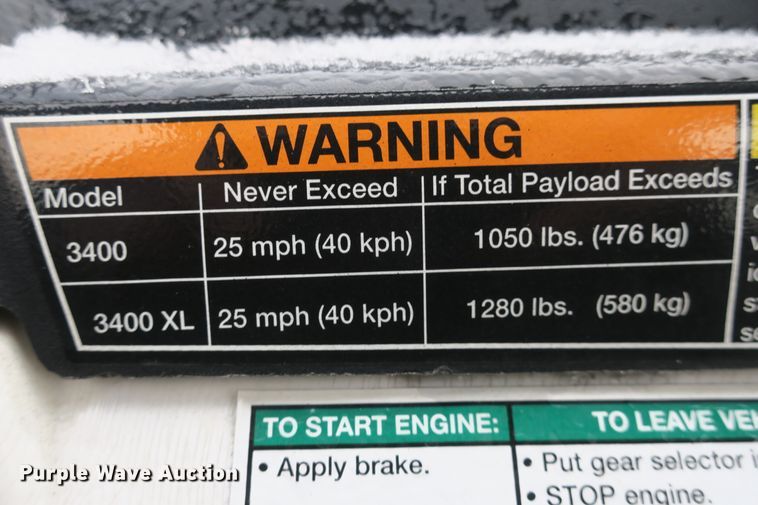 WARNING
Model Never Exceed If Total Payload Exceeds
3400 25 mph (40 kph) 1050 lbs. (476 kg)
3400 XL 25 mph (40 kph) 1280 lbs. (580 kg)
TO START ENGINE: TO LEAVE
• Apply brake. • Put gear selector
• STOP engine.
Purple Wave Auction